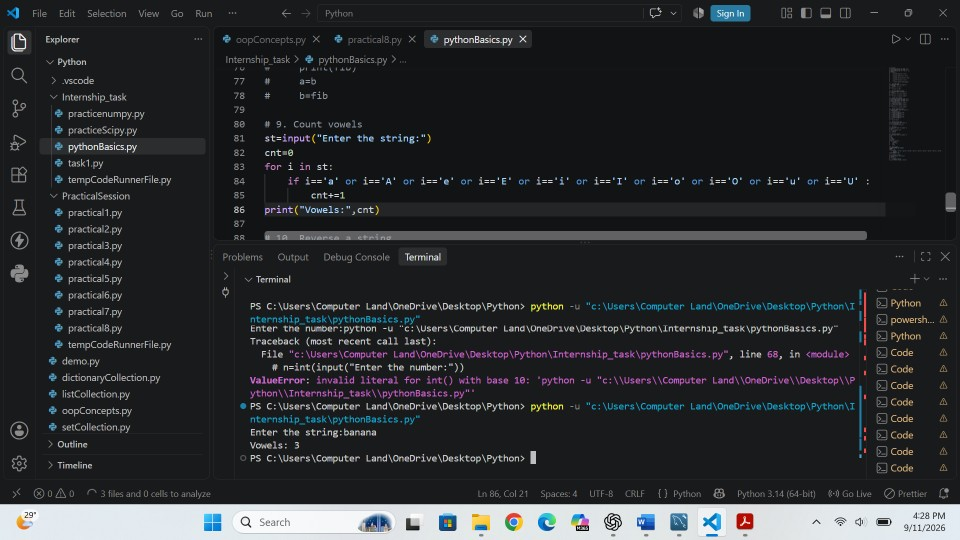 File Edit Selection View Go Run ··· Python Sign In
Explorer ···
Python
.vscode
Internship_task
practicenumpy.py
practiceScipy.py
pythonBasics.py
task1.py
tempCodeRunnerFile.py
PracticalSession
practical1.py
practical2.py
practical3.py
practical4.py
practical5.py
practical6.py
practical7.py
practical8.py
tempCodeRunnerFile.py
demo.py
dictionaryCollection.py
listCollection.py
oopConcepts.py
setCollection.py
Outline
Timeline
oopConcepts.py practical8.py pythonBasics.py
Internship_task > pythonBasics.py > ...
76 # print(fib)
77 # a=b
78 # b=fib
79
80 # 9. Count vowels
81 st=input("Enter the string:")
82 cnt=0
83 for i in st:
84 if i=='a' or i=='A' or i=='e' or i=='E' or i=='i' or i=='I' or i=='o' or i=='O' or i=='u' or i=='U' :
85 cnt+=1
86 print("Vowels:",cnt)
87
88 # 10. Reverse a string
Problems Output Debug Console Terminal
Terminal
PS C:\Users\Computer Land\OneDrive\Desktop\Python> python -u "c:\Users\Computer Land\OneDrive\Desktop\Python\I
nternship_task\pythonBasics.py"
Enter the number:python -u "c:\Users\Computer Land\OneDrive\Desktop\Python\Internship_task\pythonBasics.py"
Traceback (most recent call last):
File "c:\Users\Computer Land\OneDrive\Desktop\Python\Internship_task\pythonBasics.py", line 68, in <module>
# n=int(input("Enter the number:"))
ValueError: invalid literal for int() with base 10: 'python -u "c:\\Users\\Computer Land\\OneDrive\\Desktop\\P
ython\\Internship_task\\pythonBasics.py"'
PS C:\Users\Computer Land\OneDrive\Desktop\Python> python -u "c:\Users\Computer Land\OneDrive\Desktop\Python\I
nternship_task\pythonBasics.py"
Enter the string:banana
Vowels: 3
PS C:\Users\Computer Land\OneDrive\Desktop\Python>
Code
Python
powersh...
Python
Code
Code
Code
Code
Code
Code
Code
Code
0 0 3 files and 0 cells to analyze Ln 86, Col 21 Spaces: 4 UTF-8 CRLF { } Python Python 3.14 (64-bit) Go Live Prettier
29° Search M365 4:28 PM
9/11/2026